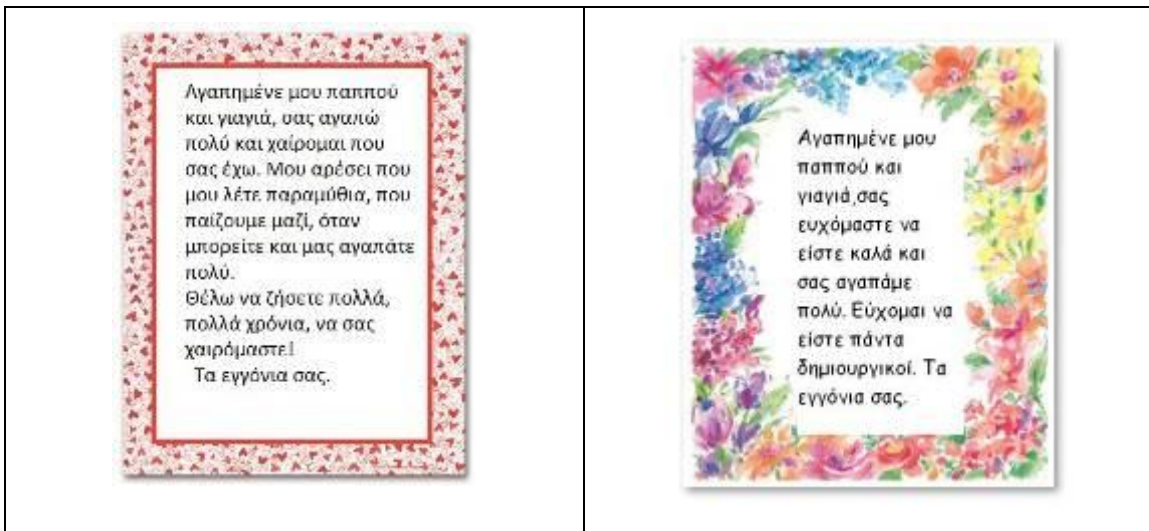 Αγαπημένε μου παππού
και γιαγιά, σας αγαπώ
πολύ και χαίρομαι που
σας έχω. Μου αρέσει που
μου λέτε παραμύθια, που
παίζουμε μαζί, όταν
μπορείτε και μας αγαπάτε
πολύ.
Θέλω να ζήσετε πολλά,
πολλά χρόνια, να σας
χαιρόμαστε!
Τα εγγόνια σας.
Αγαπημένε μου
παππού και
γιαγιά,σας
ευχόμαστε να
είστε καλά και
σας αγαπάμε
πολύ. Εύχομαι να
είστε πάντα
δημιουργικοί. Τα
εγγόνια σας.